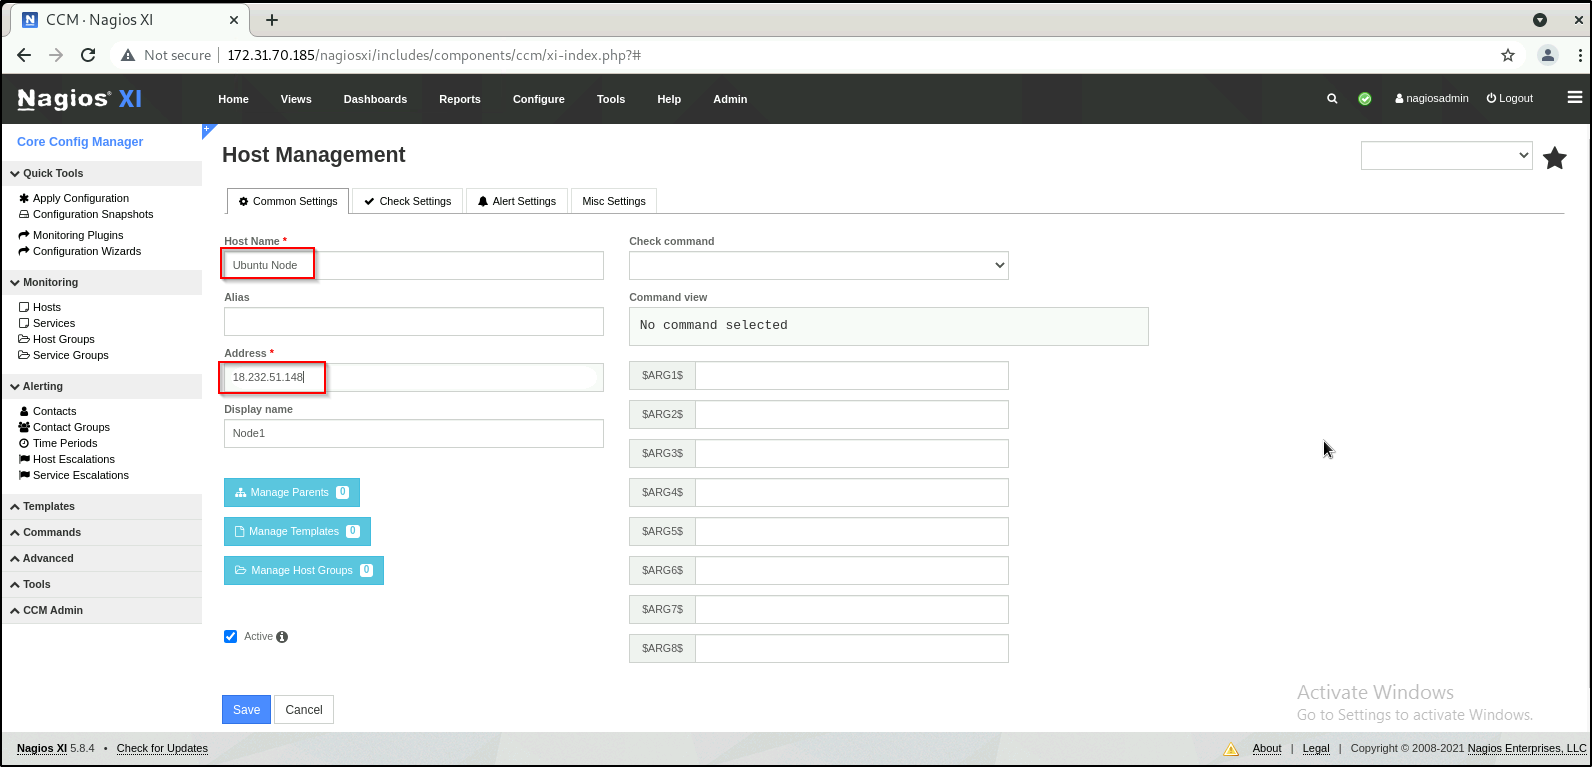 CCM · Nagios XI
Not secure 172.31.70.185/nagiosxi/includes/components/ccm/xi-index.php?#
Nagios® XI Home Views Dashboards Reports Configure Tools Help Admin nagiosadmin Logout
Core Config Manager
Quick Tools
Apply Configuration
Configuration Snapshots
Monitoring Plugins
Configuration Wizards
Monitoring
Hosts
Services
Host Groups
Service Groups
Alerting
Contacts
Contact Groups
Time Periods
Host Escalations
Service Escalations
Templates
Commands
Advanced
Tools
CCM Admin
Host Management
Common Settings Check Settings Alert Settings Misc Settings
Host Name *
Ubuntu Node
Alias
Address *
18.232.51.148
Display name
Node1
Manage Parents 0
Manage Templates 0
Manage Host Groups 0
Active
Check command
Command view
No command selected
$ARG1$
$ARG2$
$ARG3$
$ARG4$
$ARG5$
$ARG6$
$ARG7$
$ARG8$
Save Cancel
Activate Windows
Go to Settings to activate Windows.
Nagios XI 5.8.4 • Check for Updates About | Legal | Copyright © 2008-2021 Nagios Enterprises, LLC